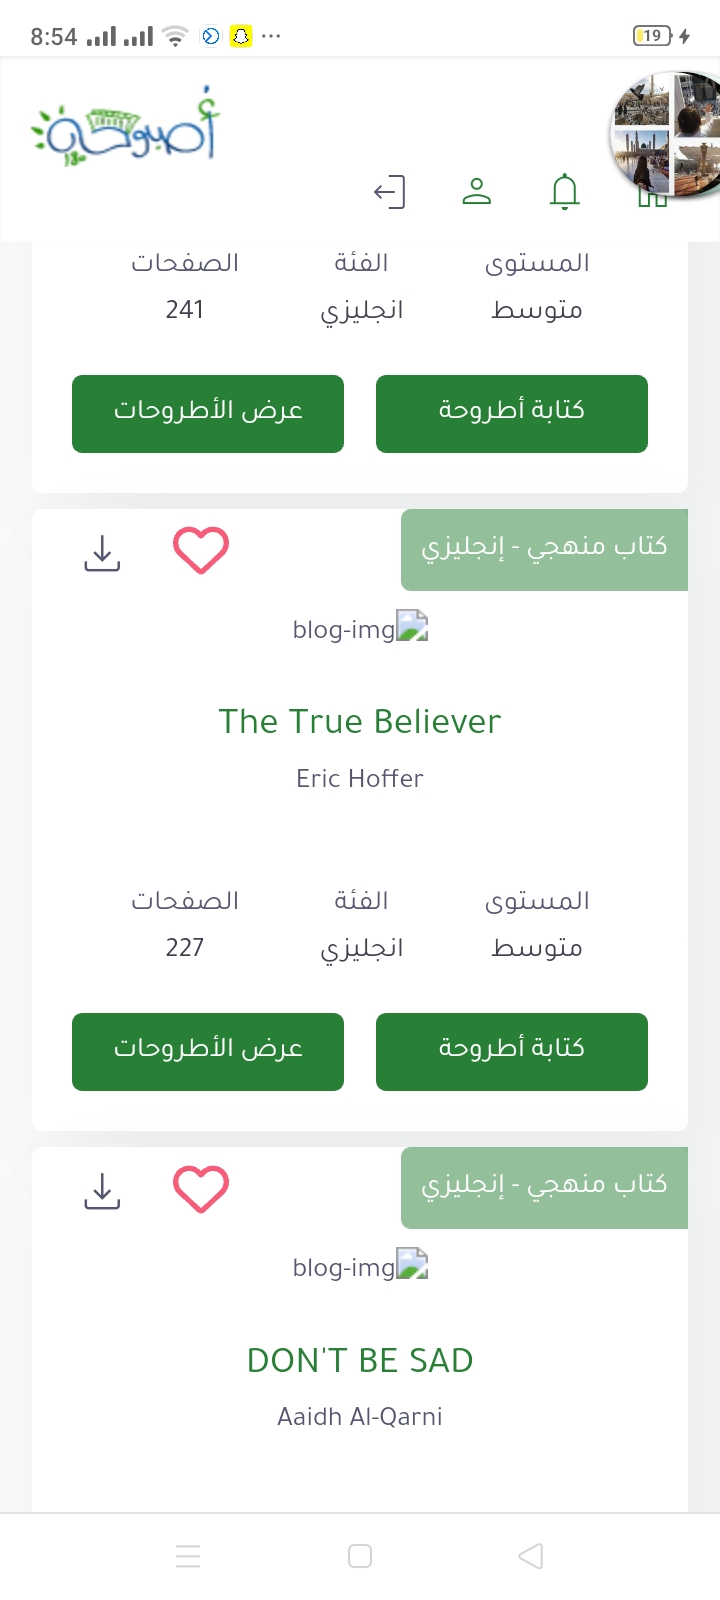 8:54
19
أصبوحة
180
المستوى الفئة الصفحات
متوسط انجليزي 241
كتابة أطروحة عرض الأطروحات
كتاب منهجي - إنجليزي
blog-img
The True Believer
Eric Hoffer
المستوى الفئة الصفحات
متوسط انجليزي 227
كتابة أطروحة عرض الأطروحات
كتاب منهجي - إنجليزي
blog-img
DON'T BE SAD
Aaidh Al-Qarni